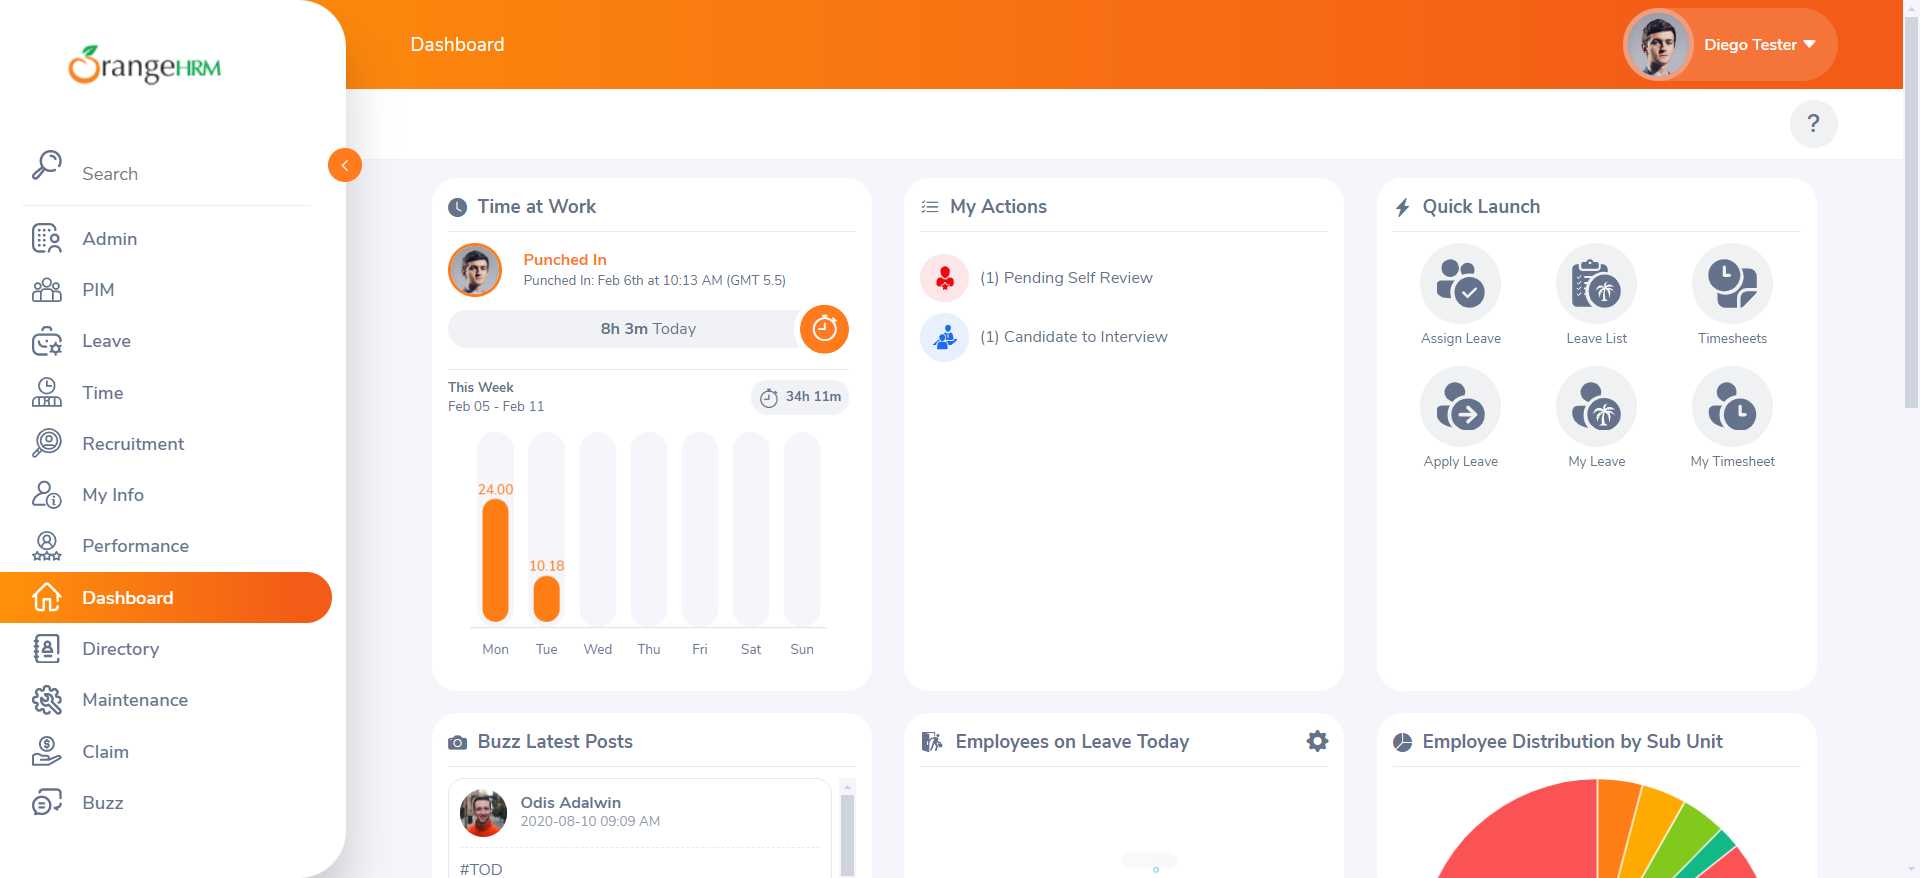 OrangeHRM
Search
Admin
PIM
Leave
Time
Recruitment
My Info
Performance
Dashboard
Directory
Maintenance
Claim
Buzz
Dashboard
Diego Tester
?
Time at Work
Punched In
Punched In: Feb 6th at 10:13 AM (GMT 5.5)
8h 3m Today
This Week
Feb 05 - Feb 11
34h 11m
24.00
10.18
Mon Tue Wed Thu Fri Sat Sun
My Actions
(1) Pending Self Review
(1) Candidate to Interview
Quick Launch
Assign Leave
Leave List
Timesheets
Apply Leave
My Leave
My Timesheet
Buzz Latest Posts
Odis Adalwin
2020-08-10 09:09 AM
#TOD
Employees on Leave Today
Employee Distribution by Sub Unit